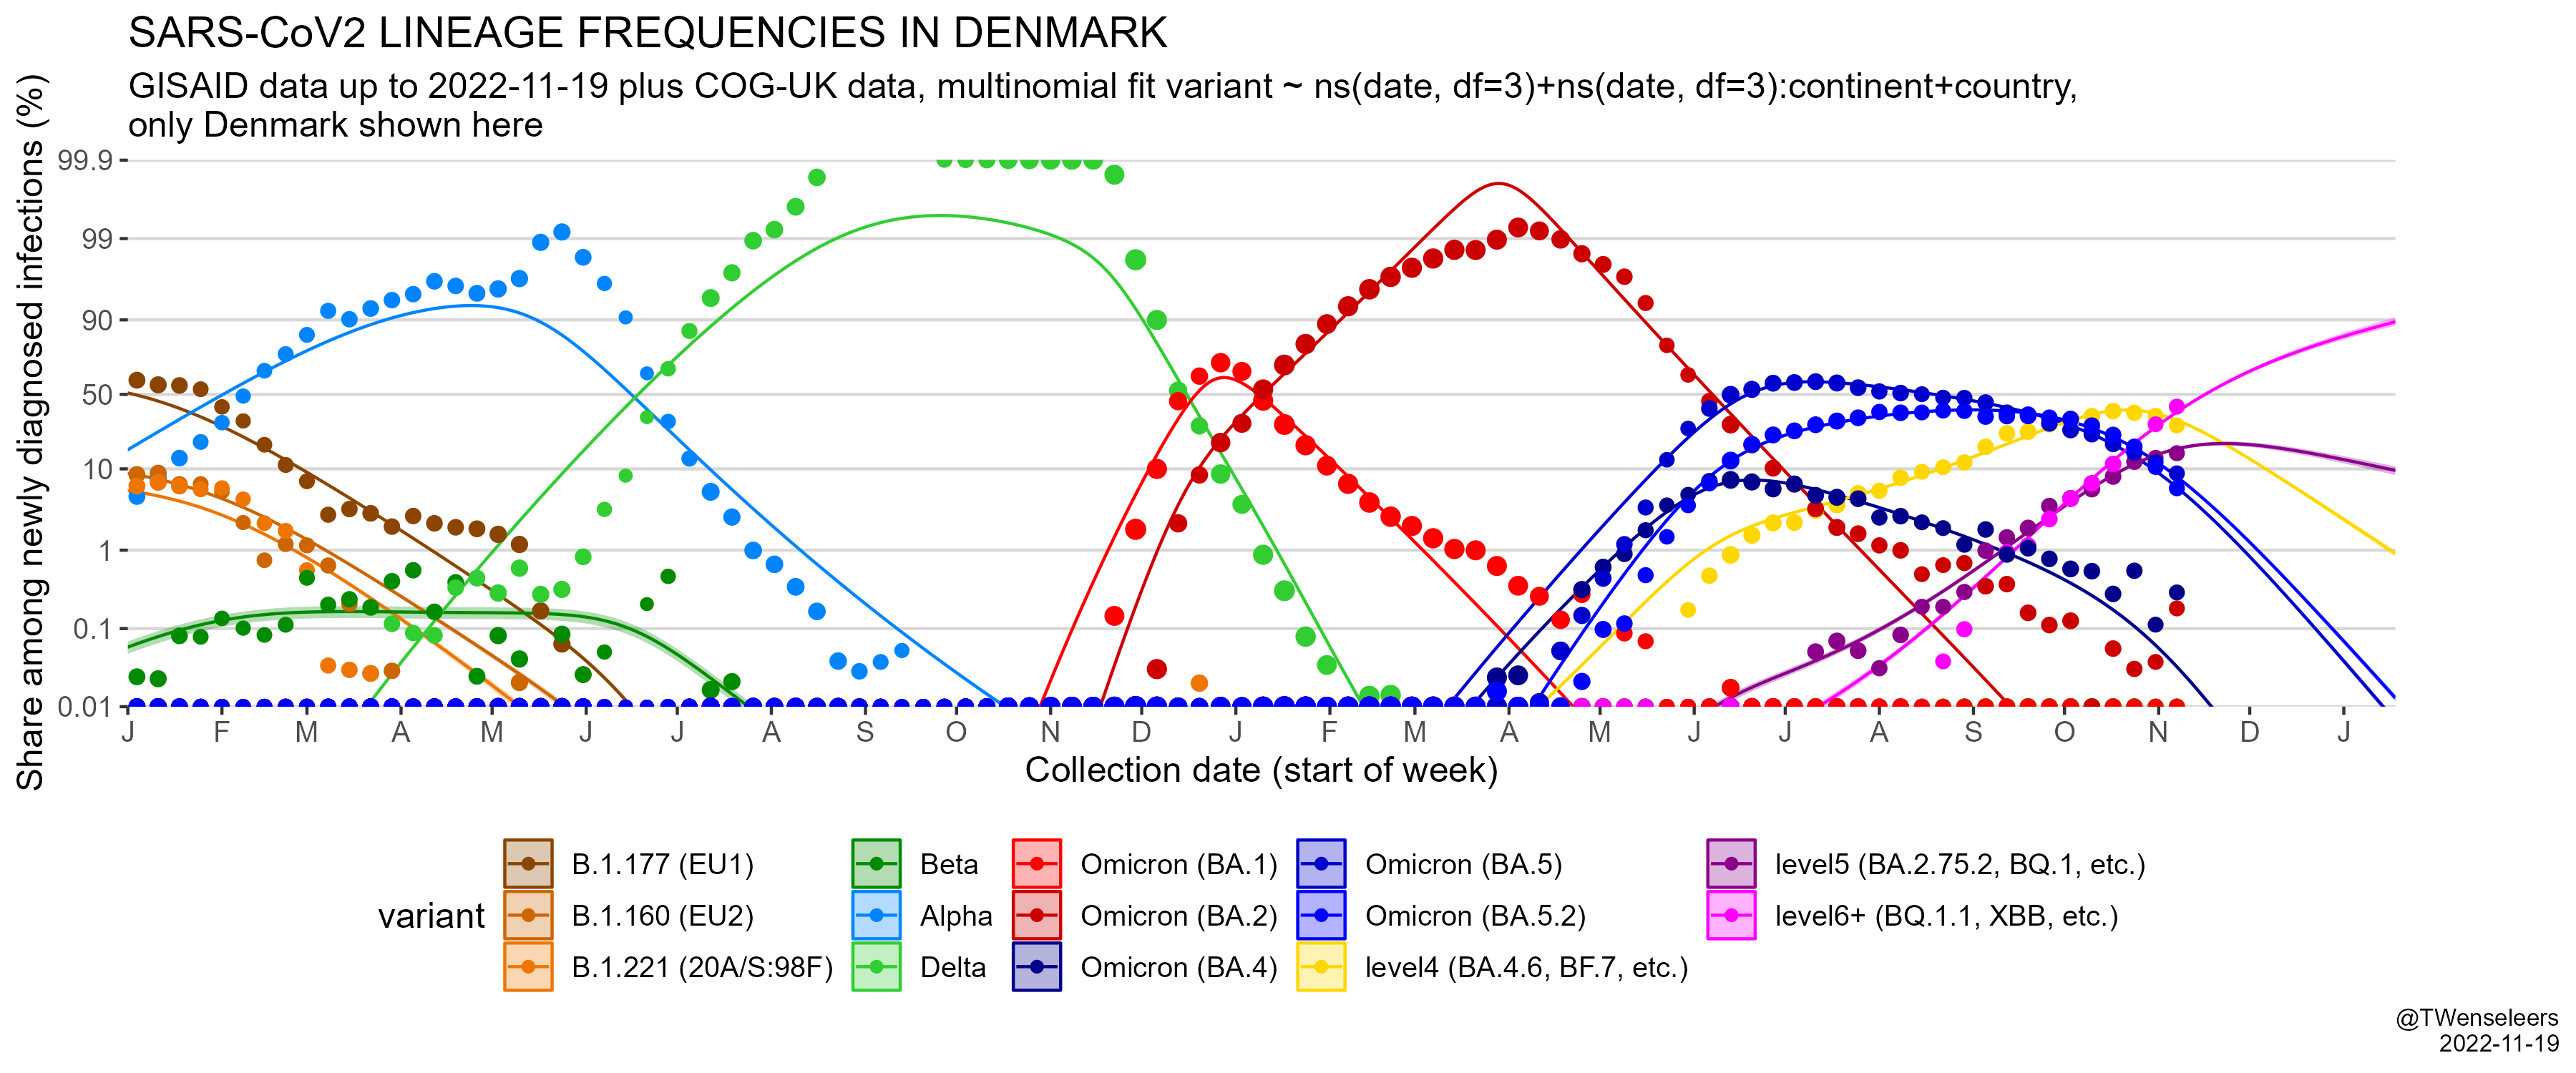 SARS-CoV2 LINEAGE FREQUENCIES IN DENMARK
GISAID data up to 2022-11-19 plus COG-UK data, multinomial fit variant ~ ns(date, df=3)+ns(date, df=3):continent+country,
only Denmark shown here
Share among newly diagnosed infections (%)
99.9
99
90
50
10
1
0.1
0.01
J F M A M J J A S O N D J F M A M J J A S O N D J
Collection date (start of week)
variant
B.1.177 (EU1)
B.1.160 (EU2)
B.1.221 (20A/S:98F)
Beta
Alpha
Delta
Omicron (BA.1)
Omicron (BA.2)
Omicron (BA.4)
Omicron (BA.5)
Omicron (BA.5.2)
level4 (BA.4.6, BF.7, etc.)
level5 (BA.2.75.2, BQ.1, etc.)
level6+ (BQ.1.1, XBB, etc.)
@TWenseleers
2022-11-19